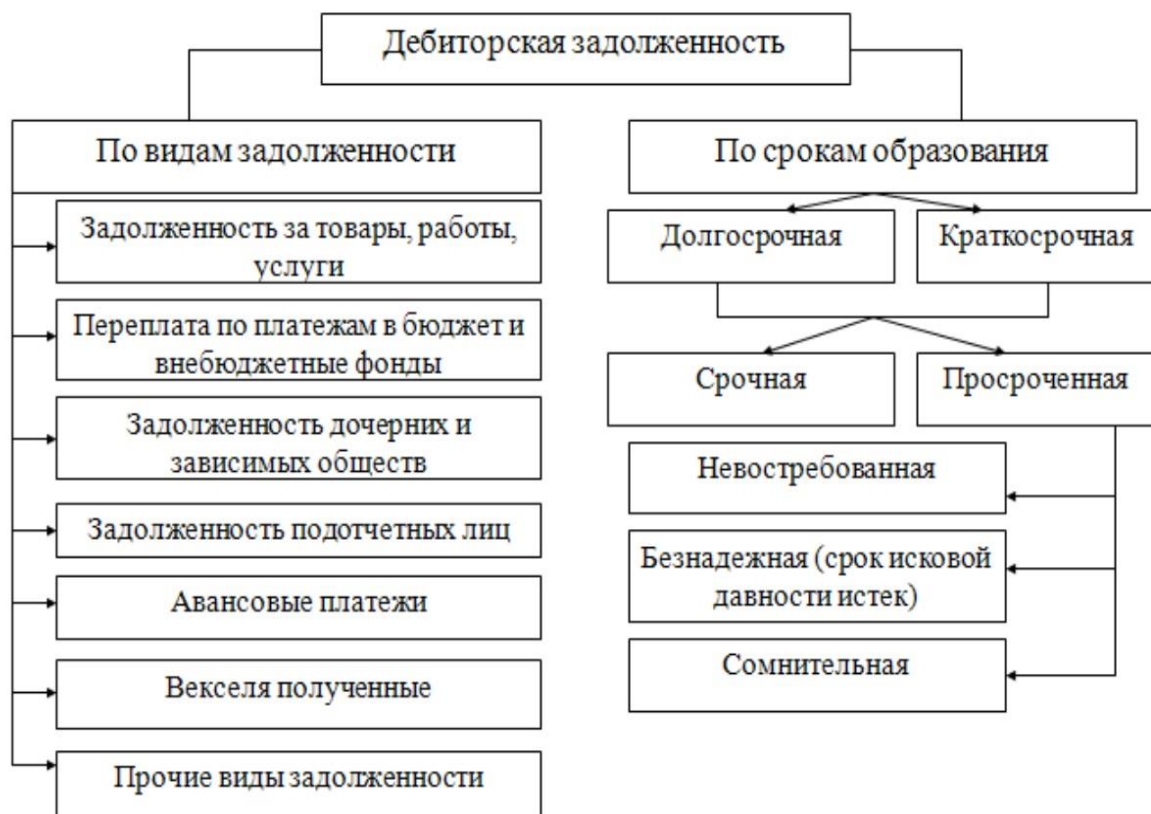 Дебиторская задолженность
По видам задолженности
Задолженность за товары, работы,
услуги
Переплата по платежам в бюджет и
внебюджетные фонды
Задолженность дочерних и
зависимых обществ
Задолженность подотчетных лиц
Авансовые платежи
Векселя полученные
Прочие виды задолженности
По срокам образования
Долгосрочная
Краткосрочная
Срочная
Просроченная
Невостребованная
Безнадежная (срок исковой
давности истек)
Сомнительная